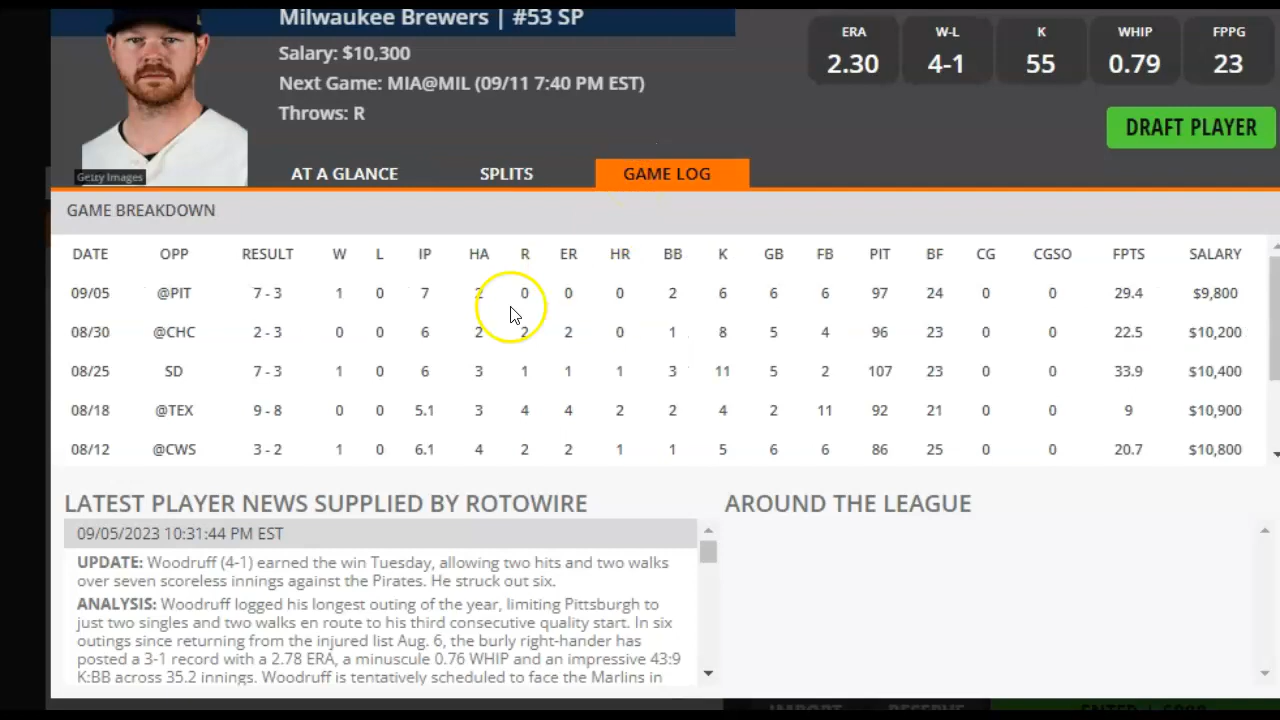 Milwaukee Brewers | #53 SP
Salary: $10,300
Next Game: MIA@MIL (09/11 7:40 PM EST)
Throws: R
ERA W-L K WHIP FPPG
2.30 4-1 55 0.79 23
DRAFT PLAYER
Getty Images
AT A GLANCE SPLITS GAME LOG
GAME BREAKDOWN
DATE OPP RESULT W L IP HA R ER HR BB K GB FB PIT BF CG CGSO FPTS SALARY
09/05 @PIT 7 - 3 1 0 7 2 0 0 0 2 6 6 6 97 24 0 0 29.4 $9,800
08/30 @CHC 2 - 3 0 0 6 2 2 2 0 1 8 5 4 96 23 0 0 22.5 $10,200
08/25 SD 7 - 3 1 0 6 3 1 1 1 3 11 5 2 107 23 0 0 33.9 $10,400
08/18 @TEX 9 - 8 0 0 5.1 3 4 4 2 2 4 2 11 92 21 0 0 9 $10,900
08/12 @CWS 3 - 2 1 0 6.1 4 2 2 1 1 5 6 6 86 25 0 0 20.7 $10,800
LATEST PLAYER NEWS SUPPLIED BY ROTOWIRE
09/05/2023 10:31:44 PM EST
UPDATE: Woodruff (4-1) earned the win Tuesday, allowing two hits and two walks
over seven scoreless innings against the Pirates. He struck out six.
ANALYSIS: Woodruff logged his longest outing of the year, limiting Pittsburgh to
just two singles and two walks en route to his third consecutive quality start. In six
outings since returning from the injured list Aug. 6, the burly right-hander has
posted a 3-1 record with a 2.78 ERA, a minuscule 0.76 WHIP and an impressive 43:9
K:BB across 35.2 innings. Woodruff is tentatively scheduled to face the Marlins in
AROUND THE LEAGUE